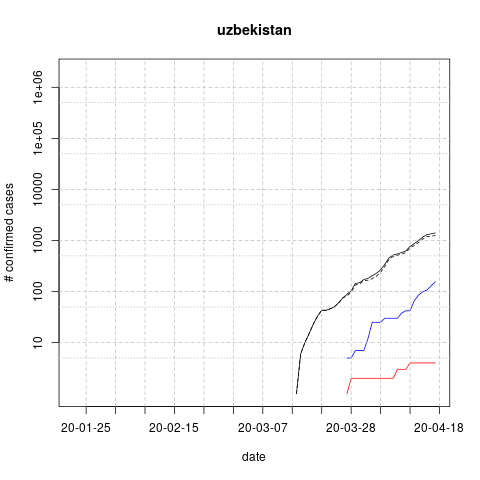 uzbekistan
# confirmed cases
1e+06
1e+05
10000
1000
100
10
20-01-25
20-02-15
20-03-07
20-03-28
20-04-18
date